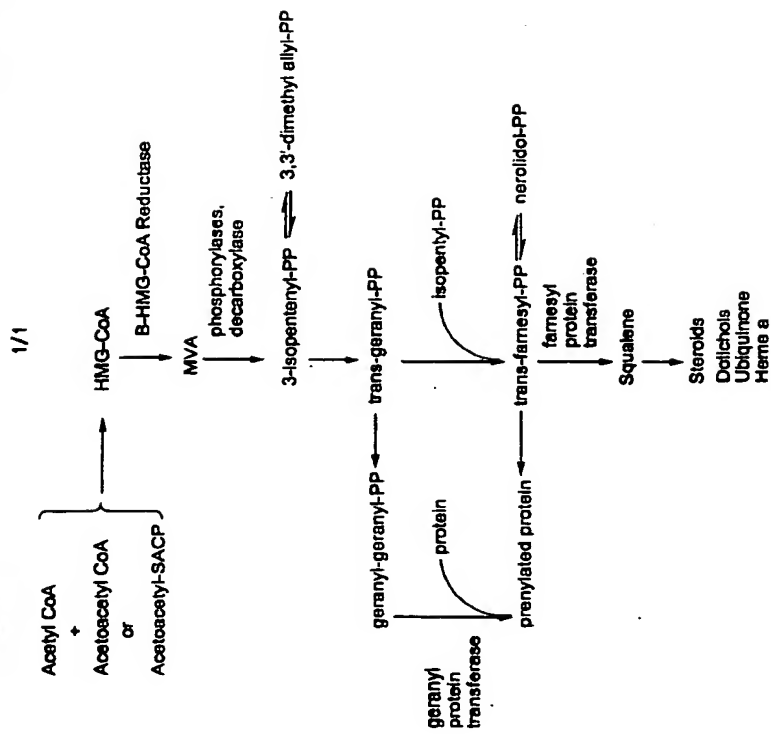 1/1
Acetyl CoA
+
Acetoacetyl CoA
or
Acetoacetyl-SACP
HMG-CoA
B-HMG-CoA Reductase
MVA
phosphorylases,
decarboxylase
3-isopentenyl-PP
3,3'-dimethyl allyl-PP
trans-geranyl-PP
geranyl-geranyl-PP
isopentyl-PP
protein
geranyl
protein
transferase
prenylated protein
trans-farnesyl-PP
nerolidol-PP
farnesyl
protein
transferase
Squalene
Steroids
Dolichols
Ubiquinone
Heme a